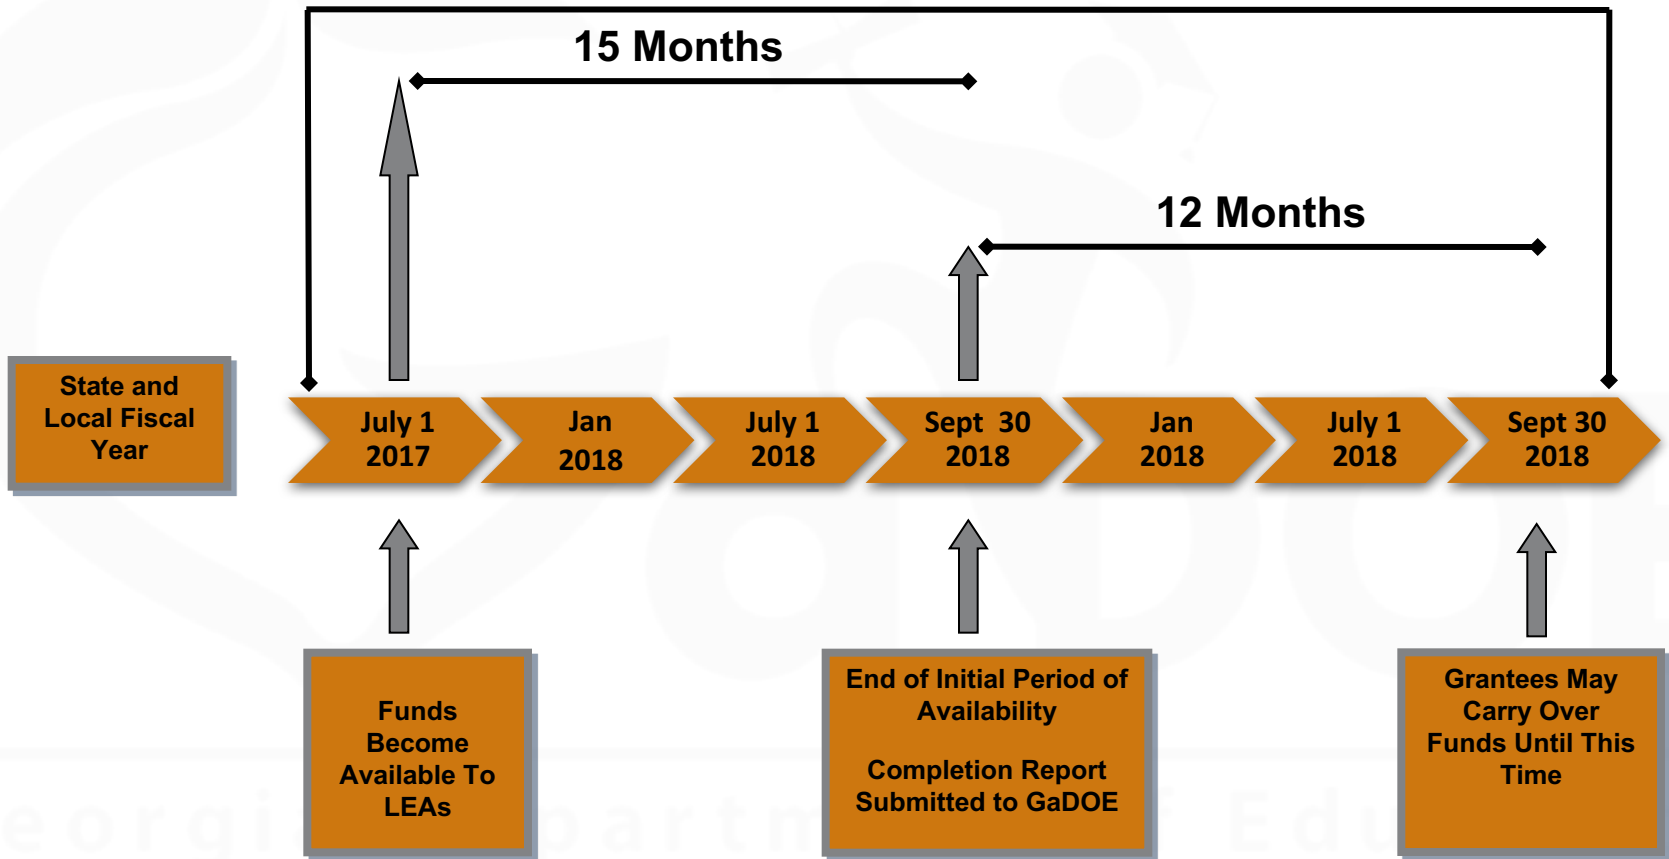 15 Months
12 Months
State and
Local Fiscal
Year
July 1
2017
Jan
2018
July 1
2018
Sept 30
2018
Jan
2018
July 1
2018
Sept 30
2018
Funds
Become
Available To
LEAs
End of Initial Period of
Availability
Completion Report
Submitted to GaDOE
Grantees May
Carry Over
Funds Until This
Time